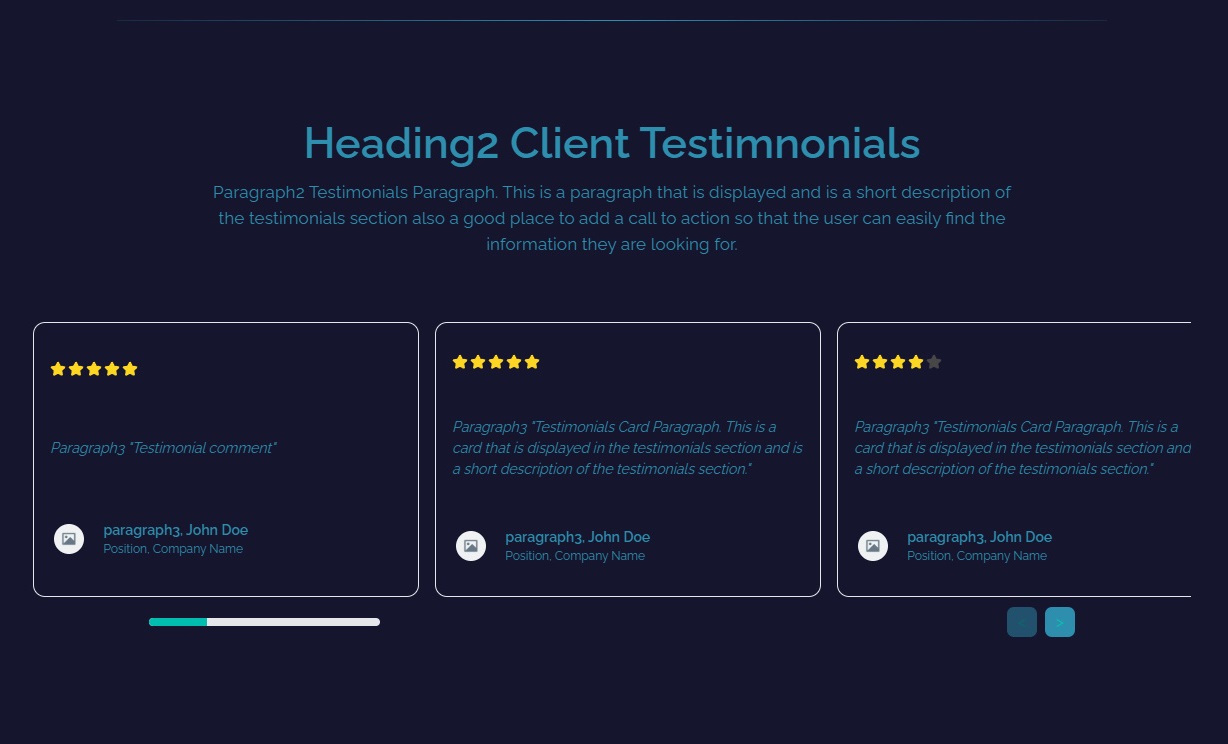 Heading2 Client Testimnonials
Paragraph2 Testimonials Paragraph. This is a paragraph that is displayed and is a short description of
the testimonials section also a good place to add a call to action so that the user can easily find the
information they are looking for.
Paragraph3 "Testimonial comment"
paragraph3, John Doe
Position, Company Name
Paragraph3 "Testimonials Card Paragraph. This is a
card that is displayed in the testimonials section and is
a short description of the testimonials section."
paragraph3, John Doe
Position, Company Name
Paragraph3 "Testimonials Card Paragraph. This is a
card that is displayed in the testimonials section and
a short description of the testimonials section."
paragraph3, John Doe
Position, Company Name
< >